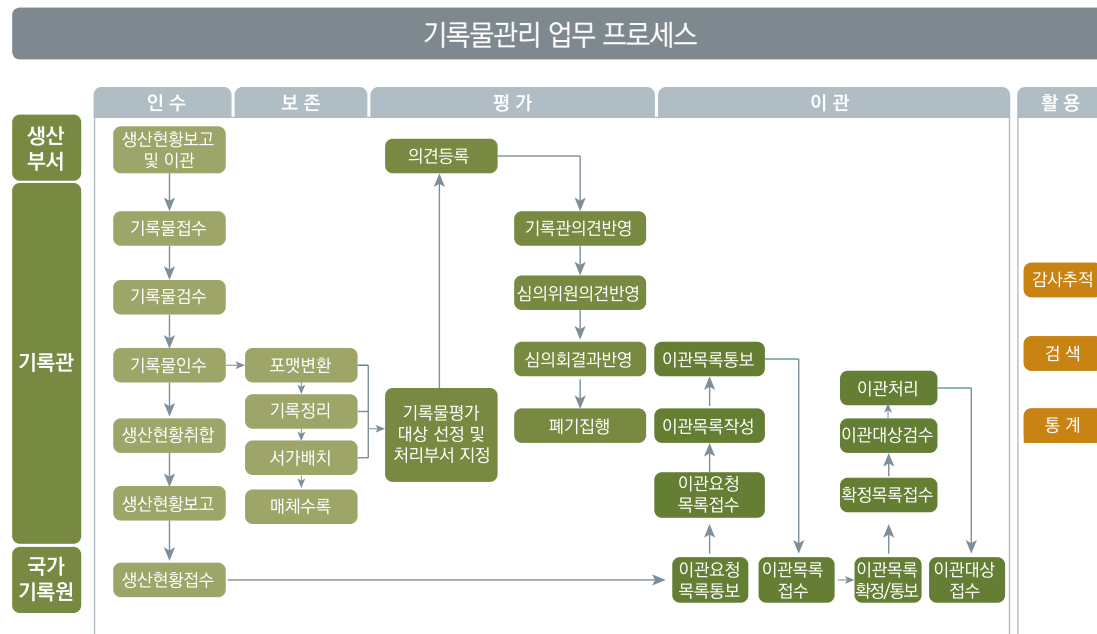 기록물관리 업무 프로세스
인 수
보 존
평 가
이 관
활 용
생산
부서
기록관
국가
기록원
생산현황보고
및 이관
기록물접수
기록물검수
기록물인수
생산현황취합
생산현황보고
생산현황접수
포맷변환
기록정리
서가배치
매체수록
의견등록
기록물평가
대상 선정 및
처리부서 지정
기록관의견반영
심의위원의견반영
심의회결과반영
폐기집행
이관목록통보
이관목록작성
이관요청
목록접수
이관요청
목록통보
이관목록
접수
이관처리
이관대상검수
확정목록접수
이관목록
확정/통보
이관대상
접수
감사추적
검 색
통 계